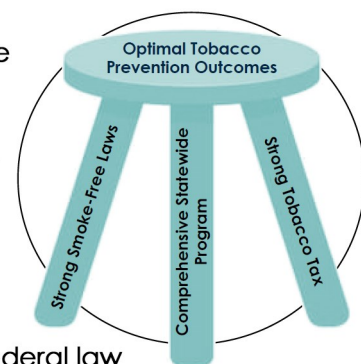 e
Optimal Tobacco
Prevention Outcomes
Strong Smoke-Free Laws
Comprehensive Statewide
Program
Strong Tobacco Tax
deral law